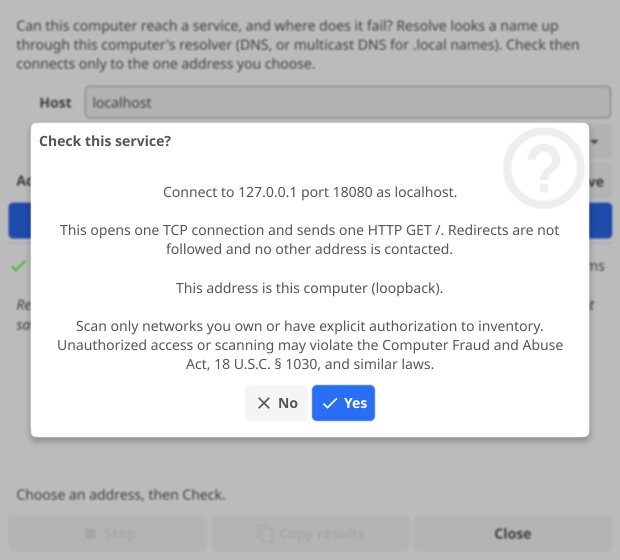 Can this computer reach a service, and where does it fail? Resolve looks a name up
through this computer's resolver (DNS, or multicast DNS for .local names). Check then
connects only to the one address you choose.
Host localhost
Check this service?
Connect to 127.0.0.1 port 18080 as localhost.
This opens one TCP connection and sends one HTTP GET /. Redirects are not
followed and no other address is contacted.
This address is this computer (loopback).
Scan only networks you own or have explicit authorization to inventory.
Unauthorized access or scanning may violate the Computer Fraud and Abuse
Act, 18 U.S.C. § 1030, and similar laws.
No Yes
Choose an address, then Check.
Stop Copy results Close